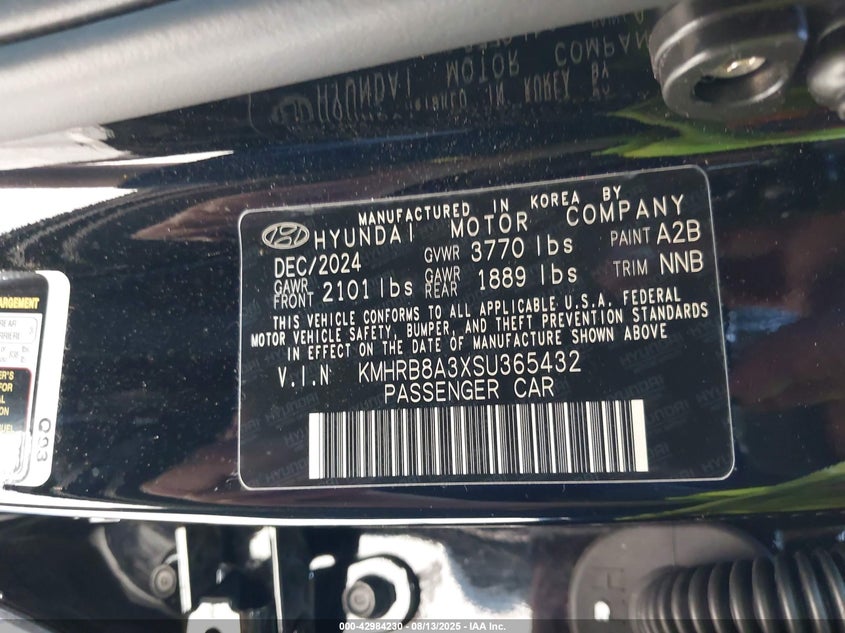 MANUFACTURED IN KOREA BY
HYUNDAI MOTOR COMPANY
DEC/2024 GVWR 3770 lbs PAINT A2B
GAWR FRONT 2101 lbs GAWR REAR 1889 lbs TRIM NNB
THIS VEHICLE CONFORMS TO ALL APPLICABLE U.S.A. FEDERAL
MOTOR VEHICLE SAFETY, BUMPER, AND THEFT PREVENTION STANDARDS
IN EFFECT ON THE DATE OF MANUFACTURE SHOWN ABOVE
V.I.N KMHRB8A3XSU365432
PASSENGER CAR
C93
000-42984230 - 08/13/2025 - IAA Inc.